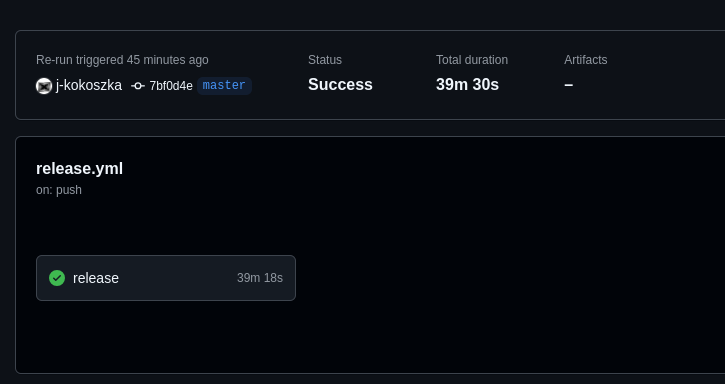 Re-run triggered 45 minutes ago
j-kokoszka 7bf0d4e master
Status
Success
Total duration
39m 30s
Artifacts
–
release.yml
on: push
release 39m 18s